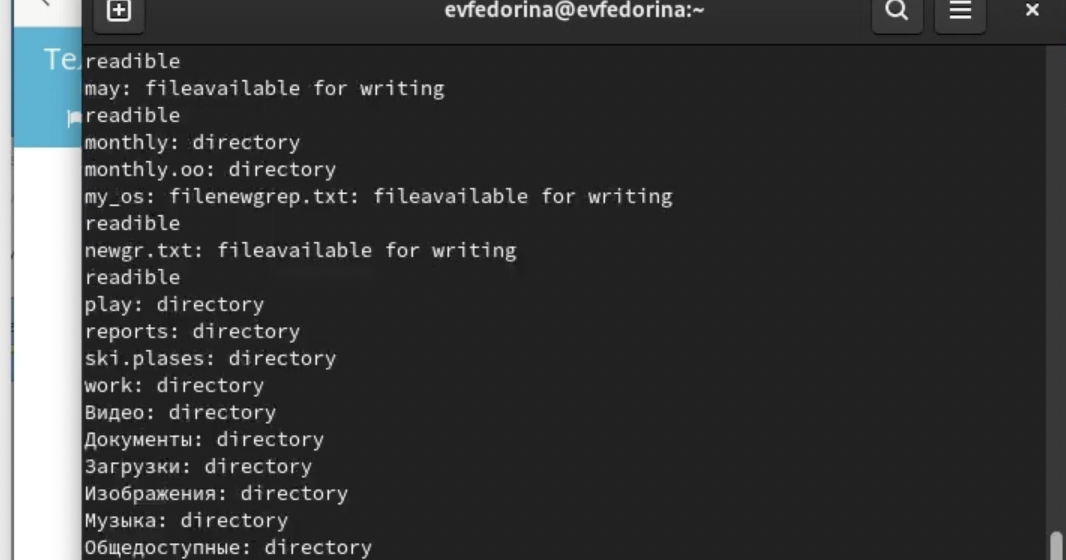 evfedorina@evfedorina:~
Те
readible
may: fileavailable for writing
readible
monthly: directory
monthly.oo: directory
my_os: filenewgrep.txt: fileavailable for writing
readible
newgr.txt: fileavailable for writing
readible
play: directory
reports: directory
ski.plases: directory
work: directory
Видео: directory
Документы: directory
Загрузки: directory
Изображения: directory
Музыка: directory
Общедоступные: directory